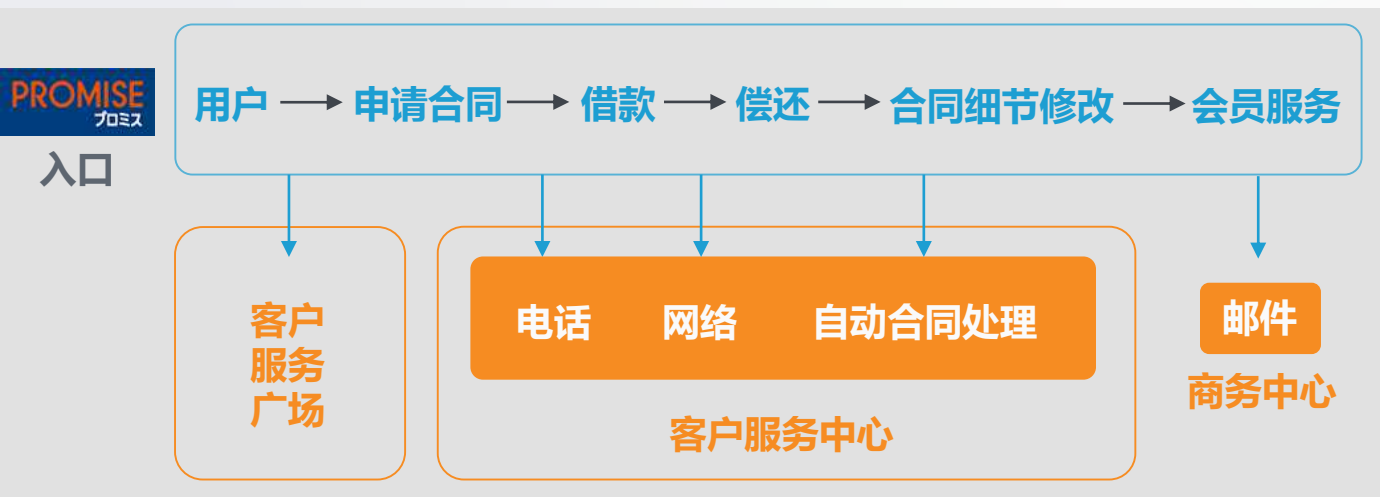 PROMISE
プロミス
入口
用户 申请合同 借款 偿还 合同细节修改 会员服务
客户
服务
广场
电话 网络 自动合同处理
客户服务中心
邮件
商务中心